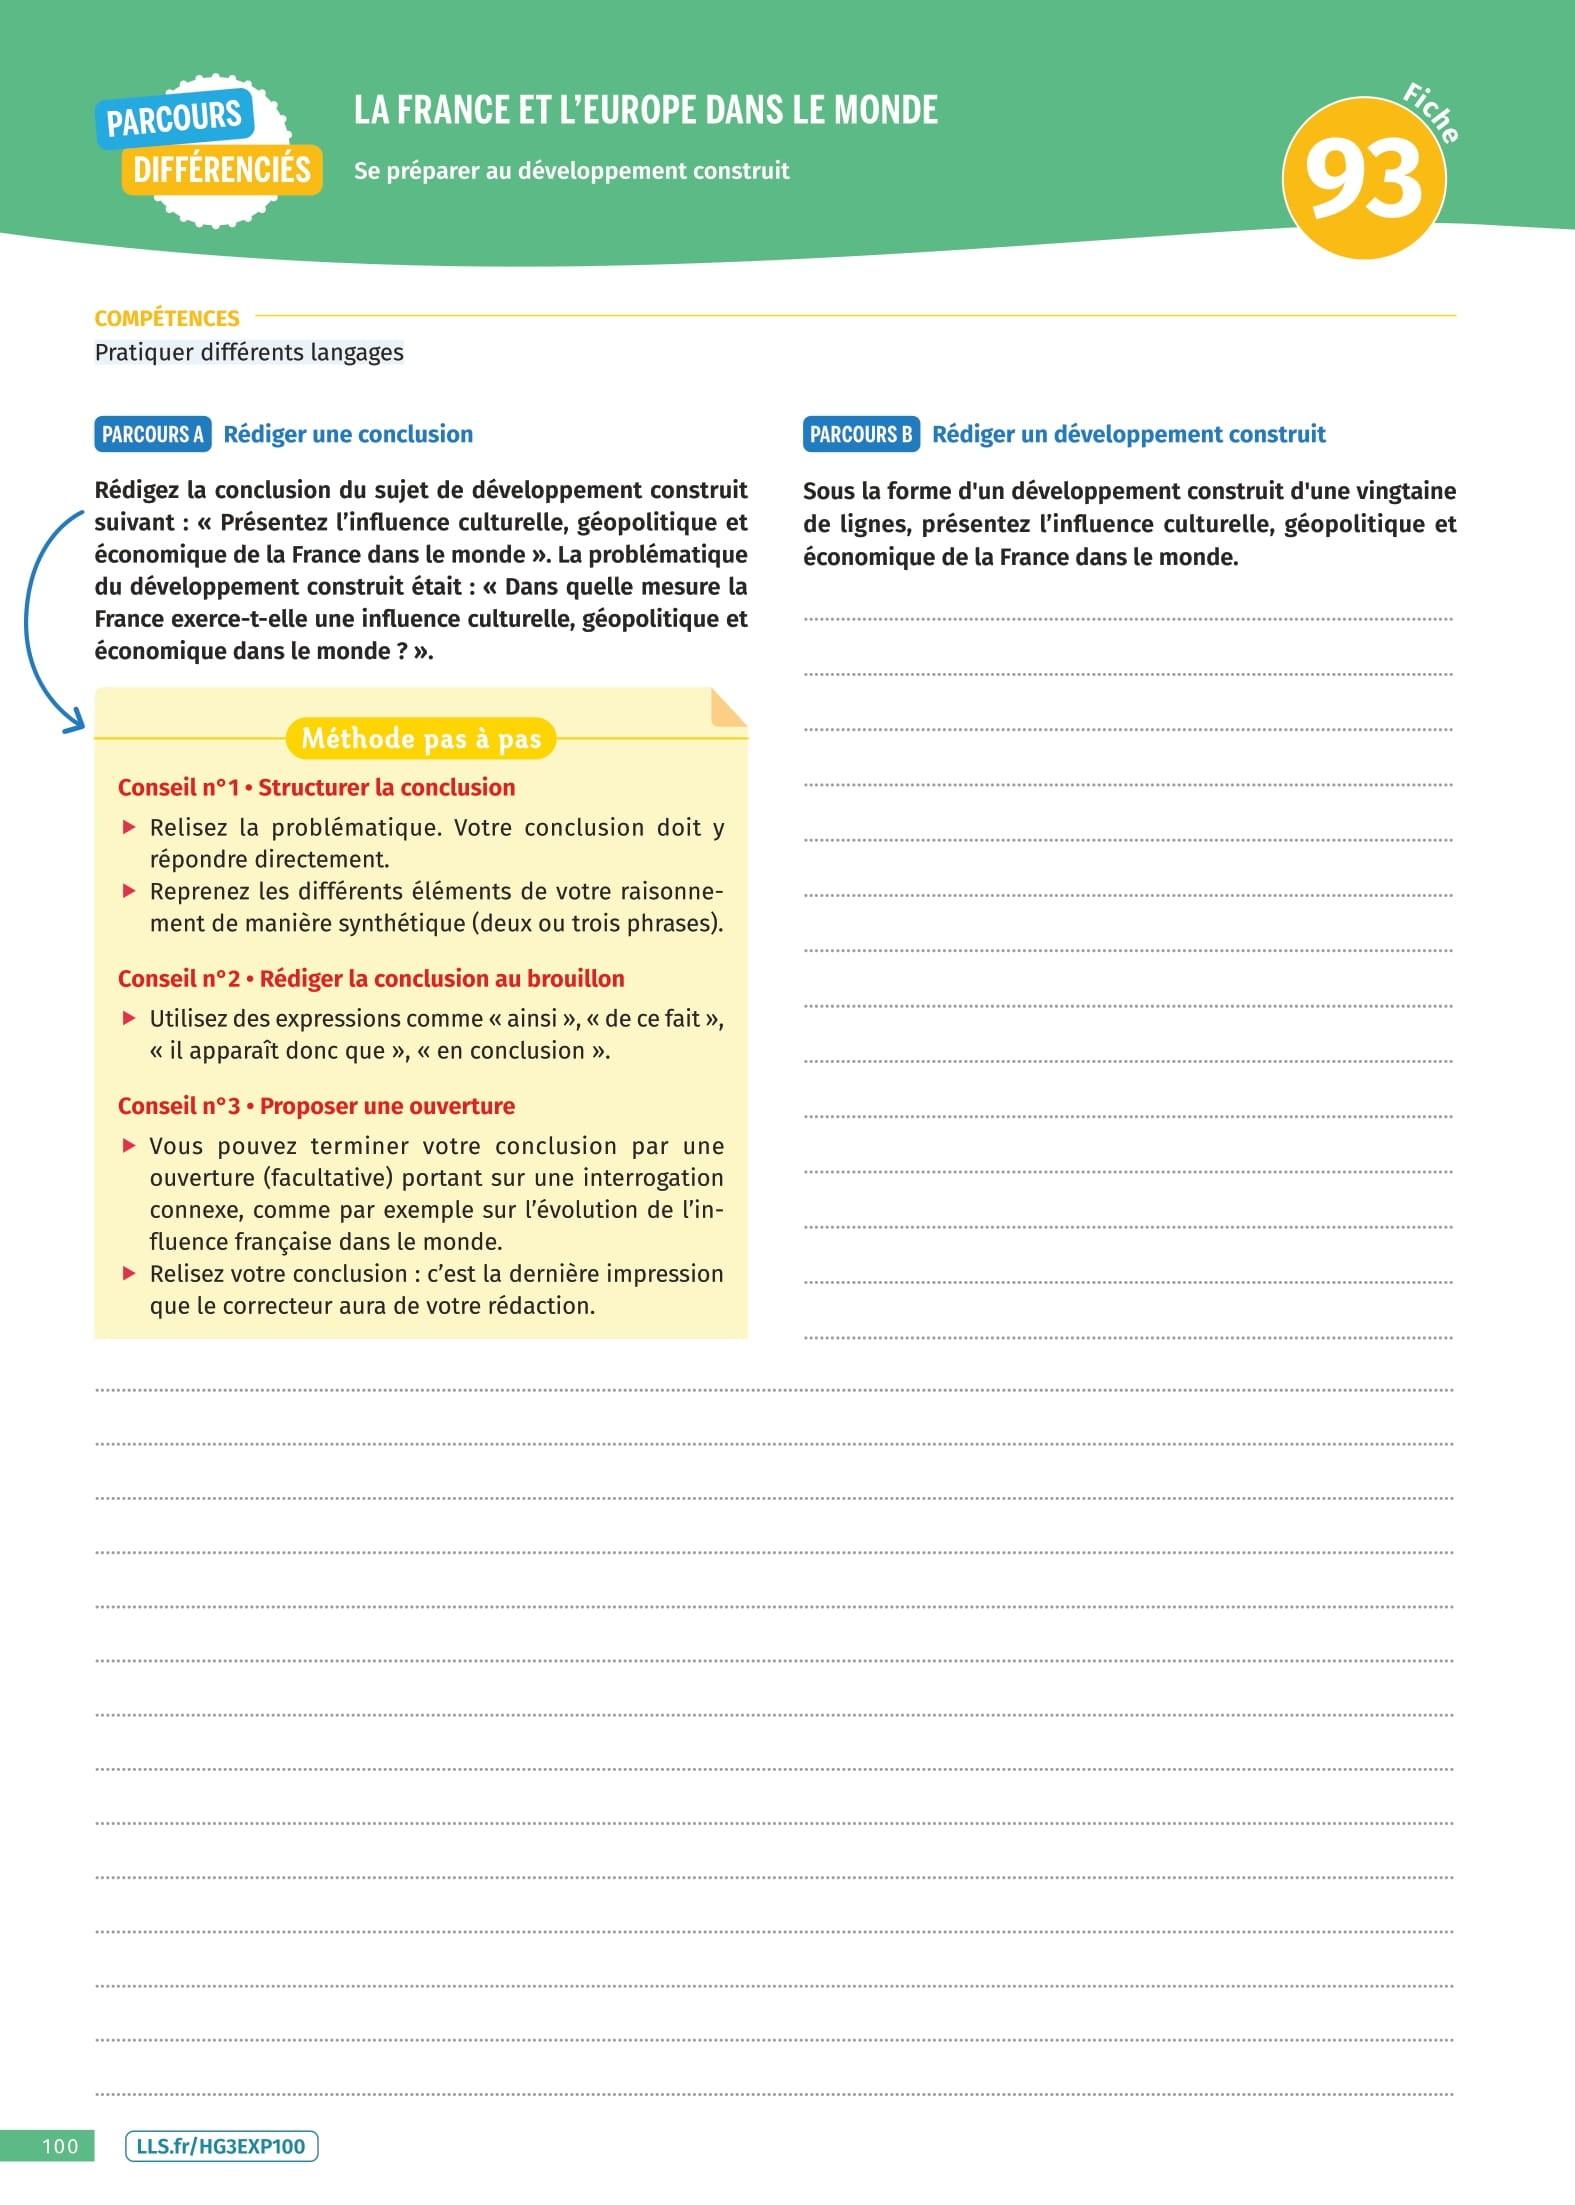 PARCOURS
DIFFÉRENCIÉS
LA FRANCE ET L'EUROPE DANS LE MONDE
Se préparer au développement construit
Fiche
93
COMPÉTENCES
Pratiquer différents langages
PARCOURS A Rédiger une conclusion
Rédigez la conclusion du sujet de développement construit
suivant : « Présentez l’influence culturelle, géopolitique et
économique de la France dans le monde ». La problématique
du développement construit était : « Dans quelle mesure la
France exerce-t-elle une influence culturelle, géopolitique et
économique dans le monde ? ».
Méthode pas à pas
Conseil n°1 • Structurer la conclusion
▶ Relisez la problématique. Votre conclusion doit y
répondre directement.
▶ Reprenez les différents éléments de votre raisonne-
ment de manière synthétique (deux ou trois phrases).
Conseil n°2 • Rédiger la conclusion au brouillon
▶ Utilisez des expressions comme « ainsi », « de ce fait »,
« il apparaît donc que », « en conclusion ».
Conseil n°3 • Proposer une ouverture
▶ Vous pouvez terminer votre conclusion par une
ouverture (facultative) portant sur une interrogation
connexe, comme par exemple sur l’évolution de l’in-
fluence française dans le monde.
▶ Relisez votre conclusion : c’est la dernière impression
que le correcteur aura de votre rédaction.
PARCOURS B Rédiger un développement construit
Sous la forme d'un développement construit d'une vingtaine
de lignes, présentez l’influence culturelle, géopolitique et
économique de la France dans le monde.
100
LLS.fr/HG3EXP100